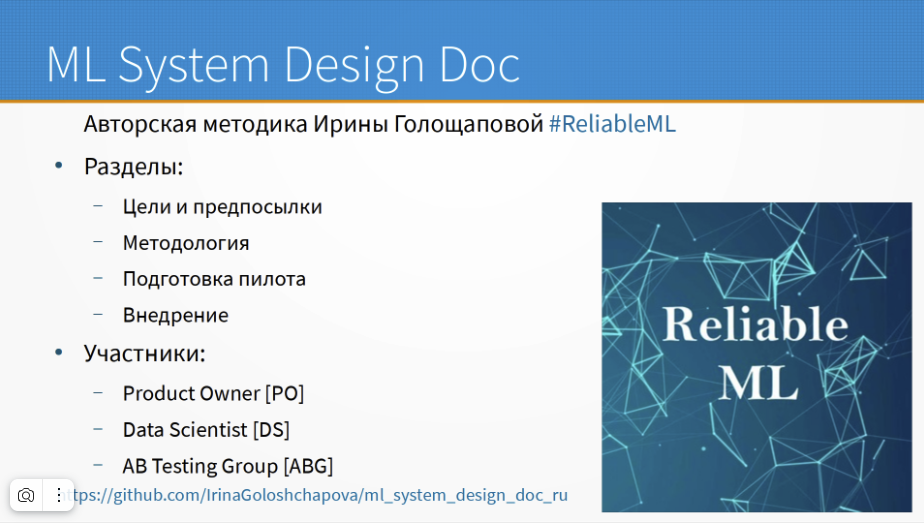 ML System Design Doc
Авторская методика Ирины Голощаповой #ReliableML
Разделы:
Цели и предпосылки
Методология
Подготовка пилота
Внедрение
Участники:
Product Owner [PO]
Data Scientist [DS]
AB Testing Group [ABG]
ttps://github.com/IrinaGoloshchapova/ml_system_design_doc_ru
Reliable
ML